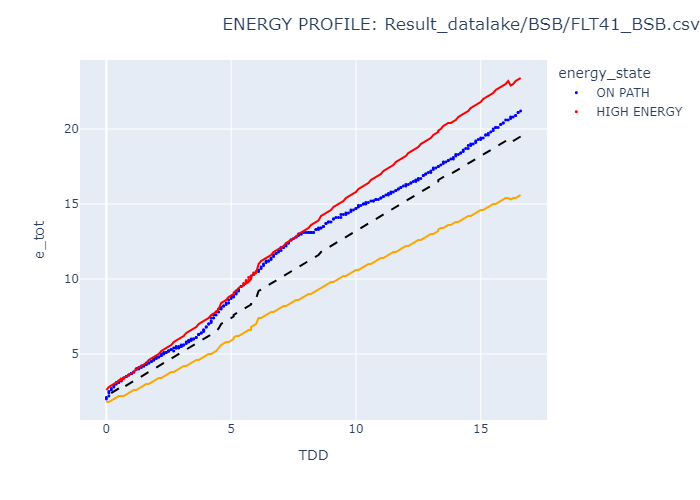 ENERGY PROFILE: Result_datalake/BSB/FLT41_BSB.csv
energy_state
ON PATH
HIGH ENERGY
e_tot
20
15
10
5
0
5
10
15
TDD